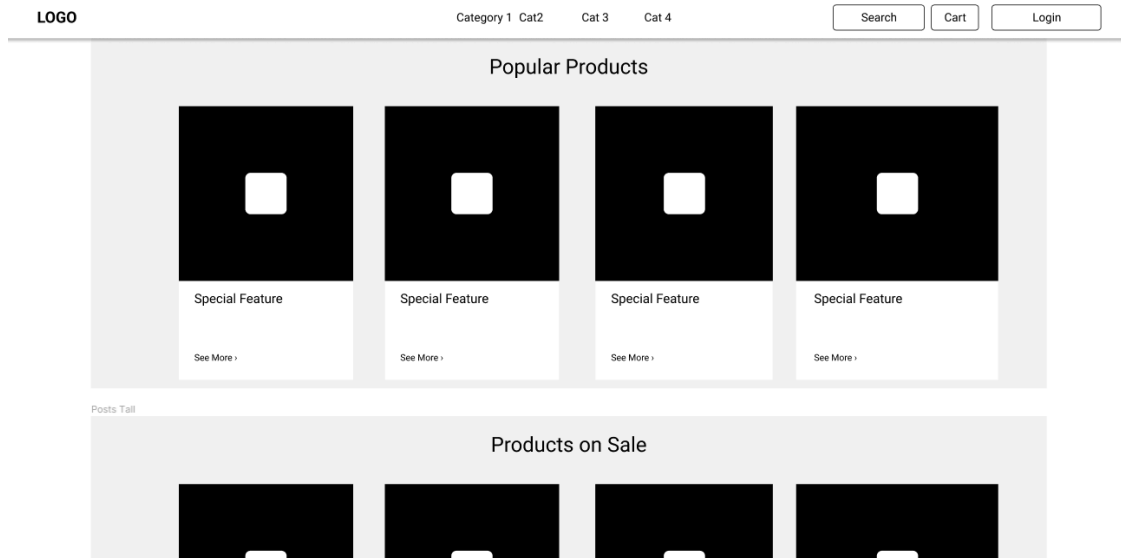 LOGO Category 1 Cat2 Cat 3 Cat 4 Search Cart Login
Popular Products
Special Feature Special Feature Special Feature Special Feature
See More › See More › See More › See More ›
Posts Tall
Products on Sale